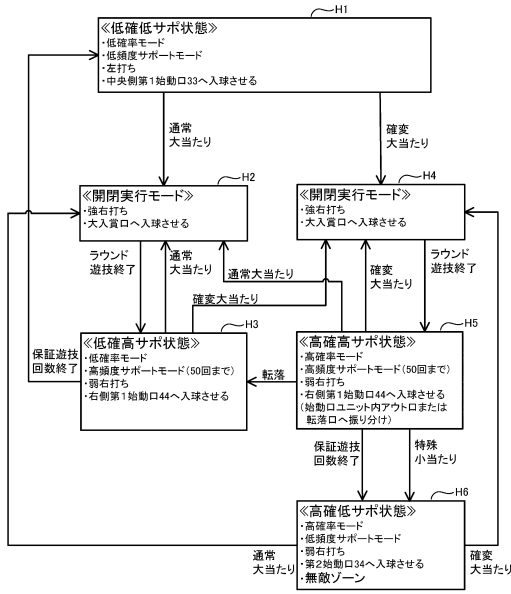 H1
≪低確低サポ状態≫
・低確率モード
・低頻度サポートモード
・左打ち
・中央側第1始動口33へ入球させる
通常
大当たり
確変
大当たり
H2
≪開閉実行モード≫
・強右打ち
・大入賞口へ入球させる
H4
≪開閉実行モード≫
・強右打ち
・大入賞口へ入球させる
ラウンド
遊技終了
通常
大当たり
通常大当たり
確変
大当たり
ラウンド
遊技終了
確変大当たり
H3
≪低確高サポ状態≫
・低確率モード
・高頻度サポートモード(50回まで)
・弱右打ち
・右側第1始動口44へ入球させる
保証遊技
回数終了
転落
H5
≪高確高サポ状態≫
・高確率モード
・高頻度サポートモード(50回まで)
・弱右打ち
・右側第1始動口44へ入球させる
(始動口ユニット内アウトロまたは
転落口へ振り分け)
保証遊技
回数終了
特殊
小当たり
H6
≪高確低サポ状態≫
・高確率モード
・低頻度サポートモード
・弱右打ち
・第2始動口34へ入球させる
・無敵ゾーン
通常
大当たり
確変
大当たり